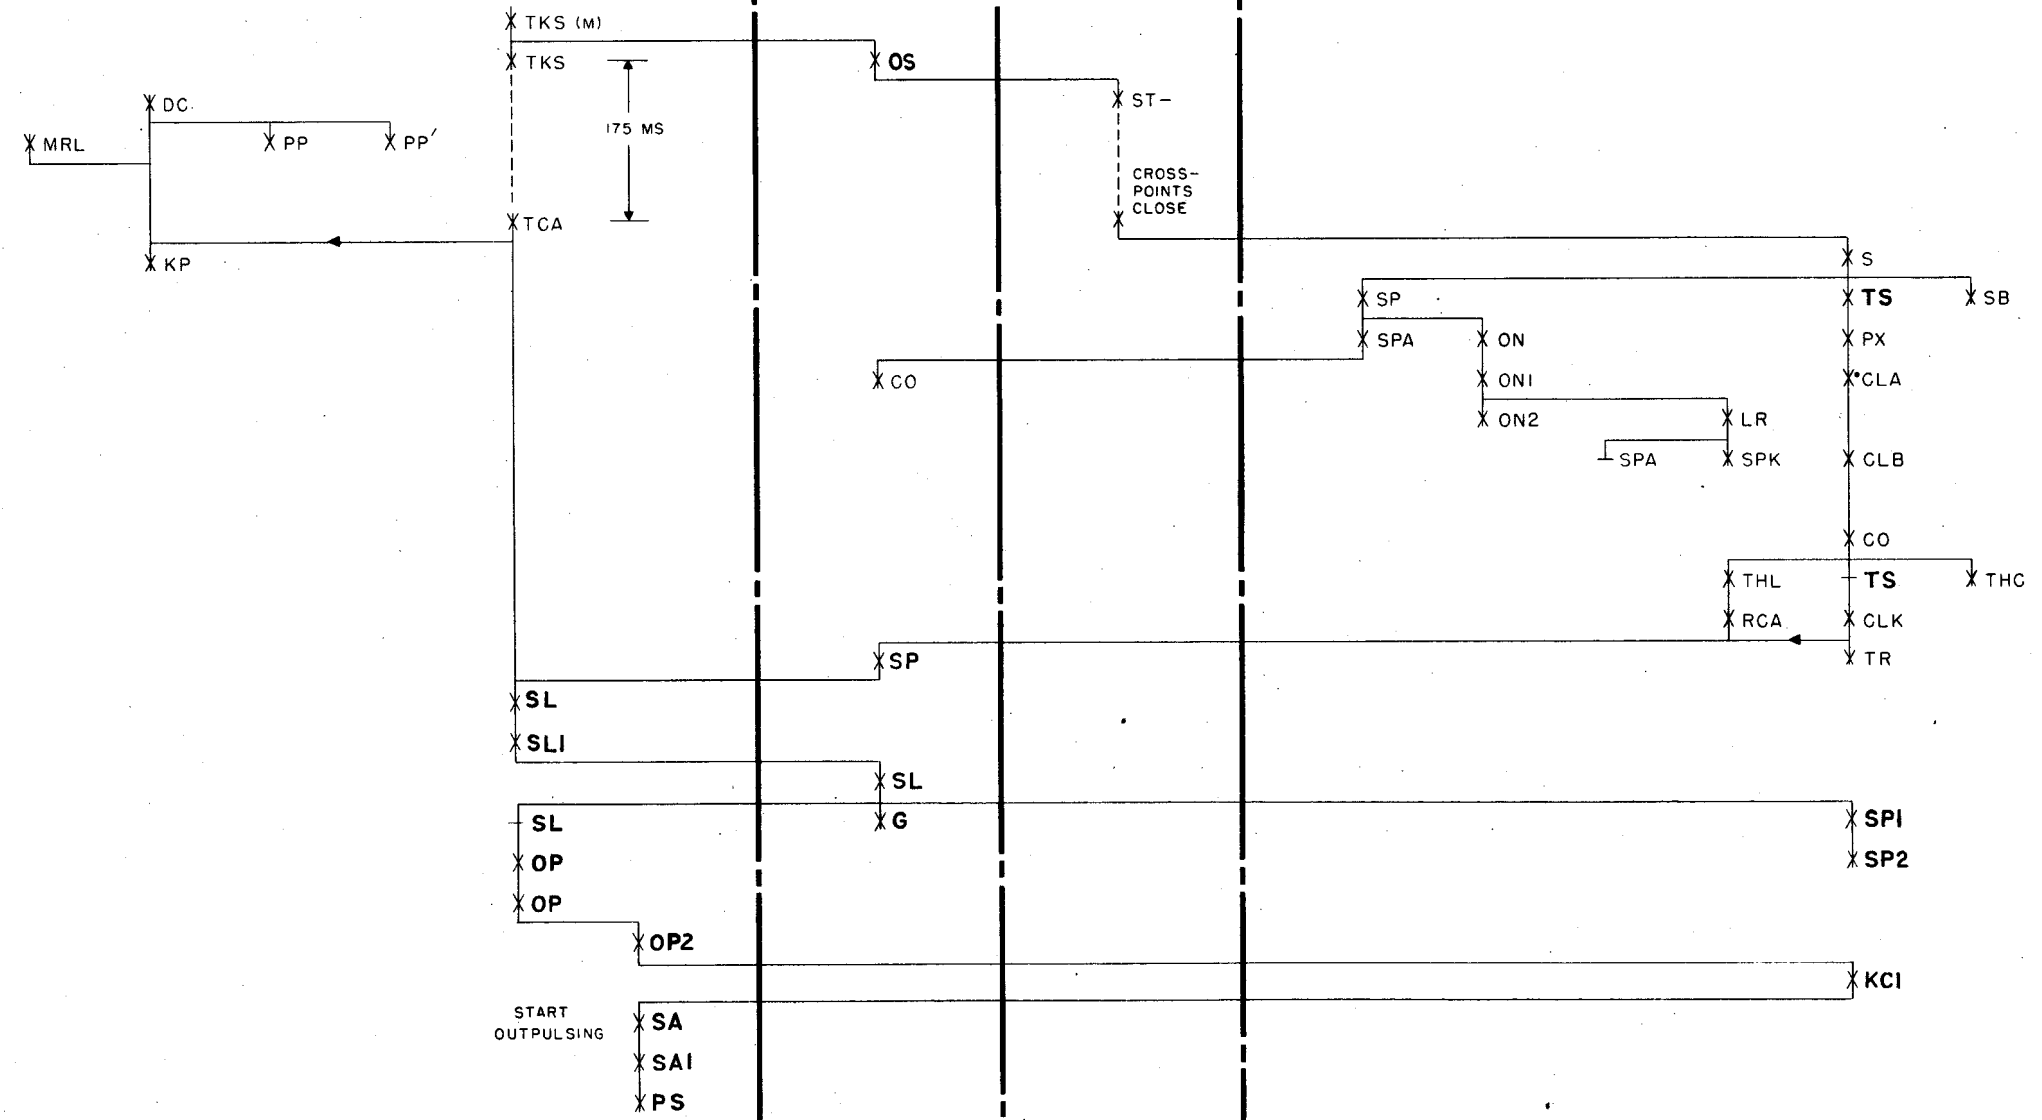 TKS (M)
TKS
OS
DC
ST-
175 MS
MRL
PP
PP′
CROSS-
POINTS
CLOSE
TCA
KP
S
SP
TS
SB
SPA
ON
PX
CO
ON1
CLA
ON2
LR
SPA
SPK
CLB
CO
THL
TS
THC
RCA
CLK
SP
TR
SL
SL1
SL
SL
G
SP1
OP
SP2
OP
OP2
KC1
START
OUTPULSING
SA
SA1
PS